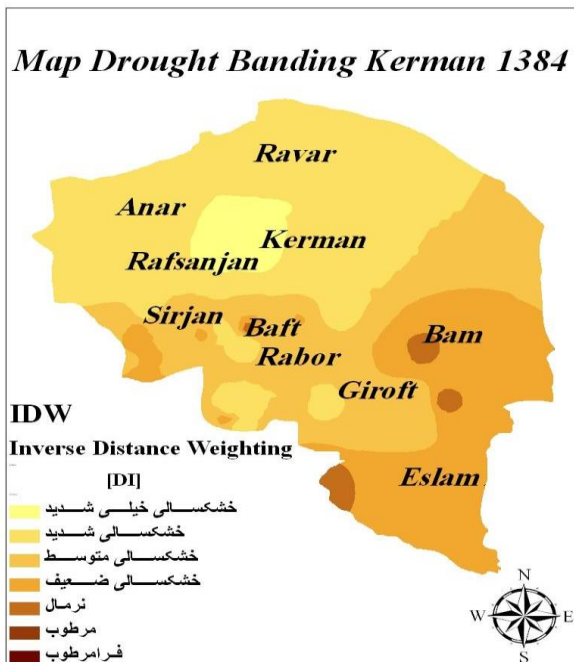 Map Drought Banding Kerman 1384
Ravar
Anar
Kerman
Rafsanjan
Sirjan
Baft
Bam
Rabor
Giroft
IDW
Inverse Distance Weighting
Eslam
[DI]
خشکسالی خیلی شدید
خشکسالی شدید
خشکسالی متوسط
خشکسالی ضعیف
نرمال
مرطوب
فرامرطوب
N
W E
S